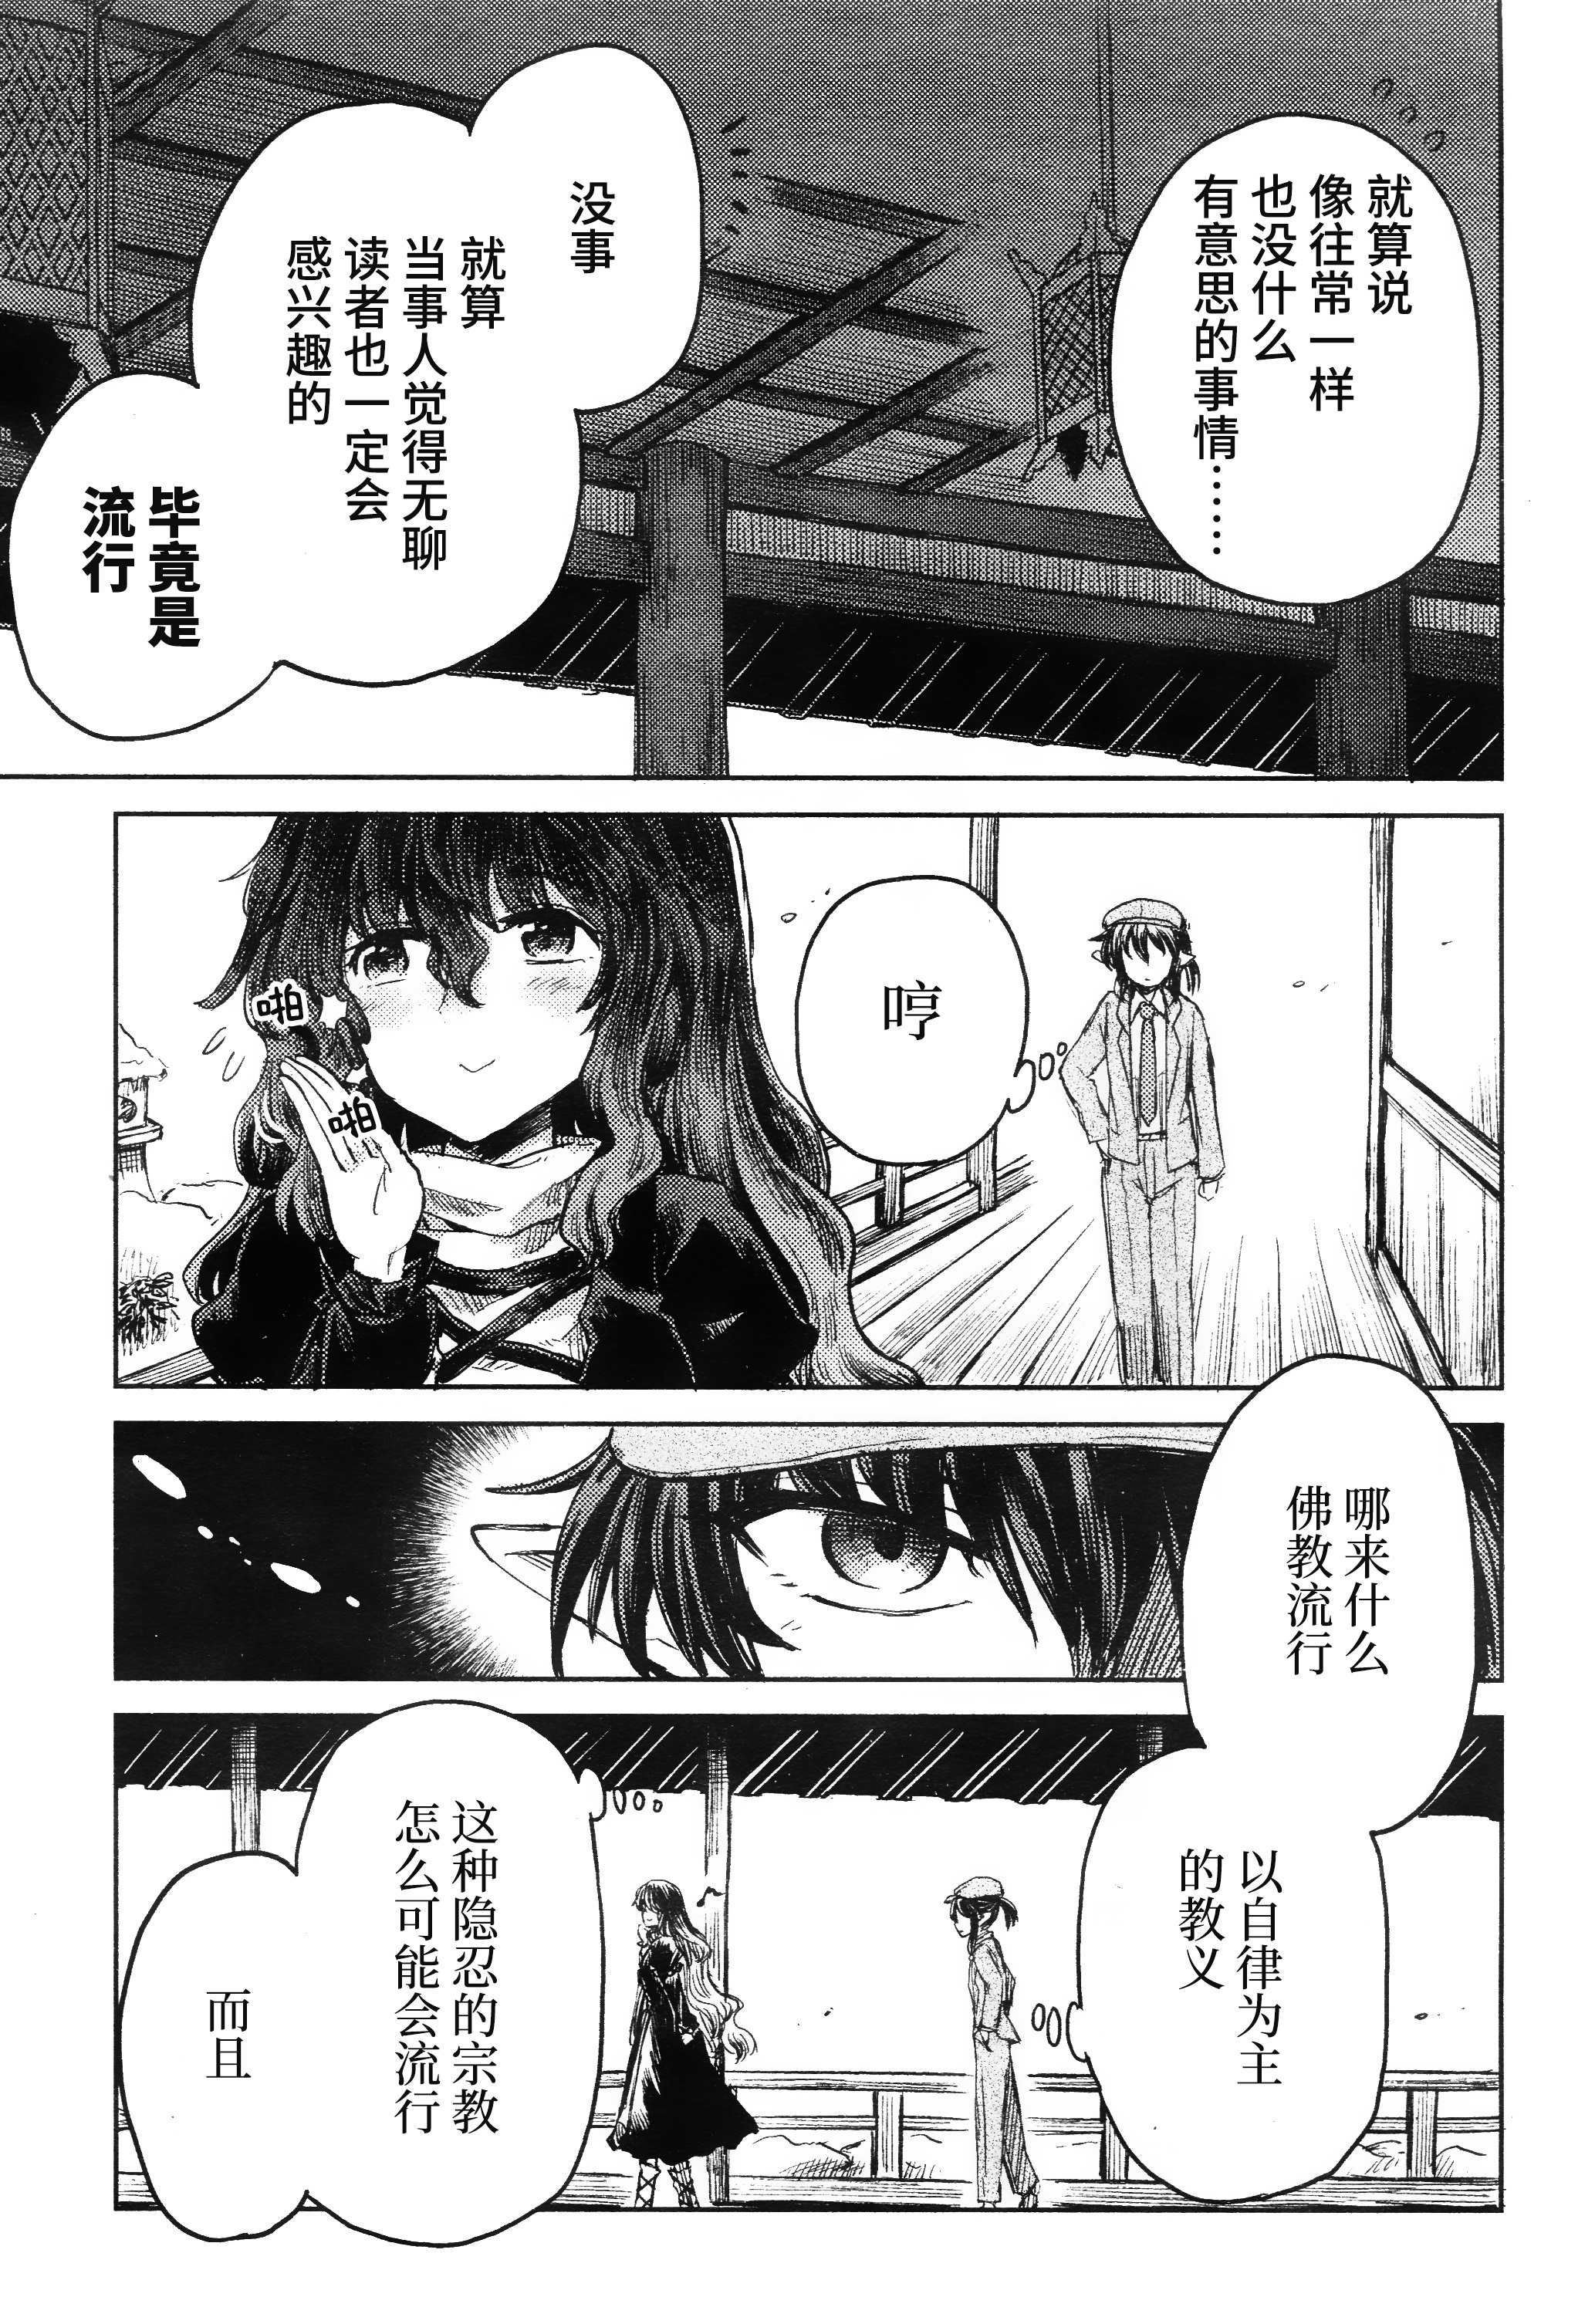 就算说
像往常一样
也没什么
有意思的事情……
没事
就算
当事人觉得无聊
读者也一定会
感兴趣的
毕竟是
流行
哼
啪
啪
哪来什么
佛教流行
以自律为主
的教义
这种隐忍的宗教
怎么可能会流行
而且